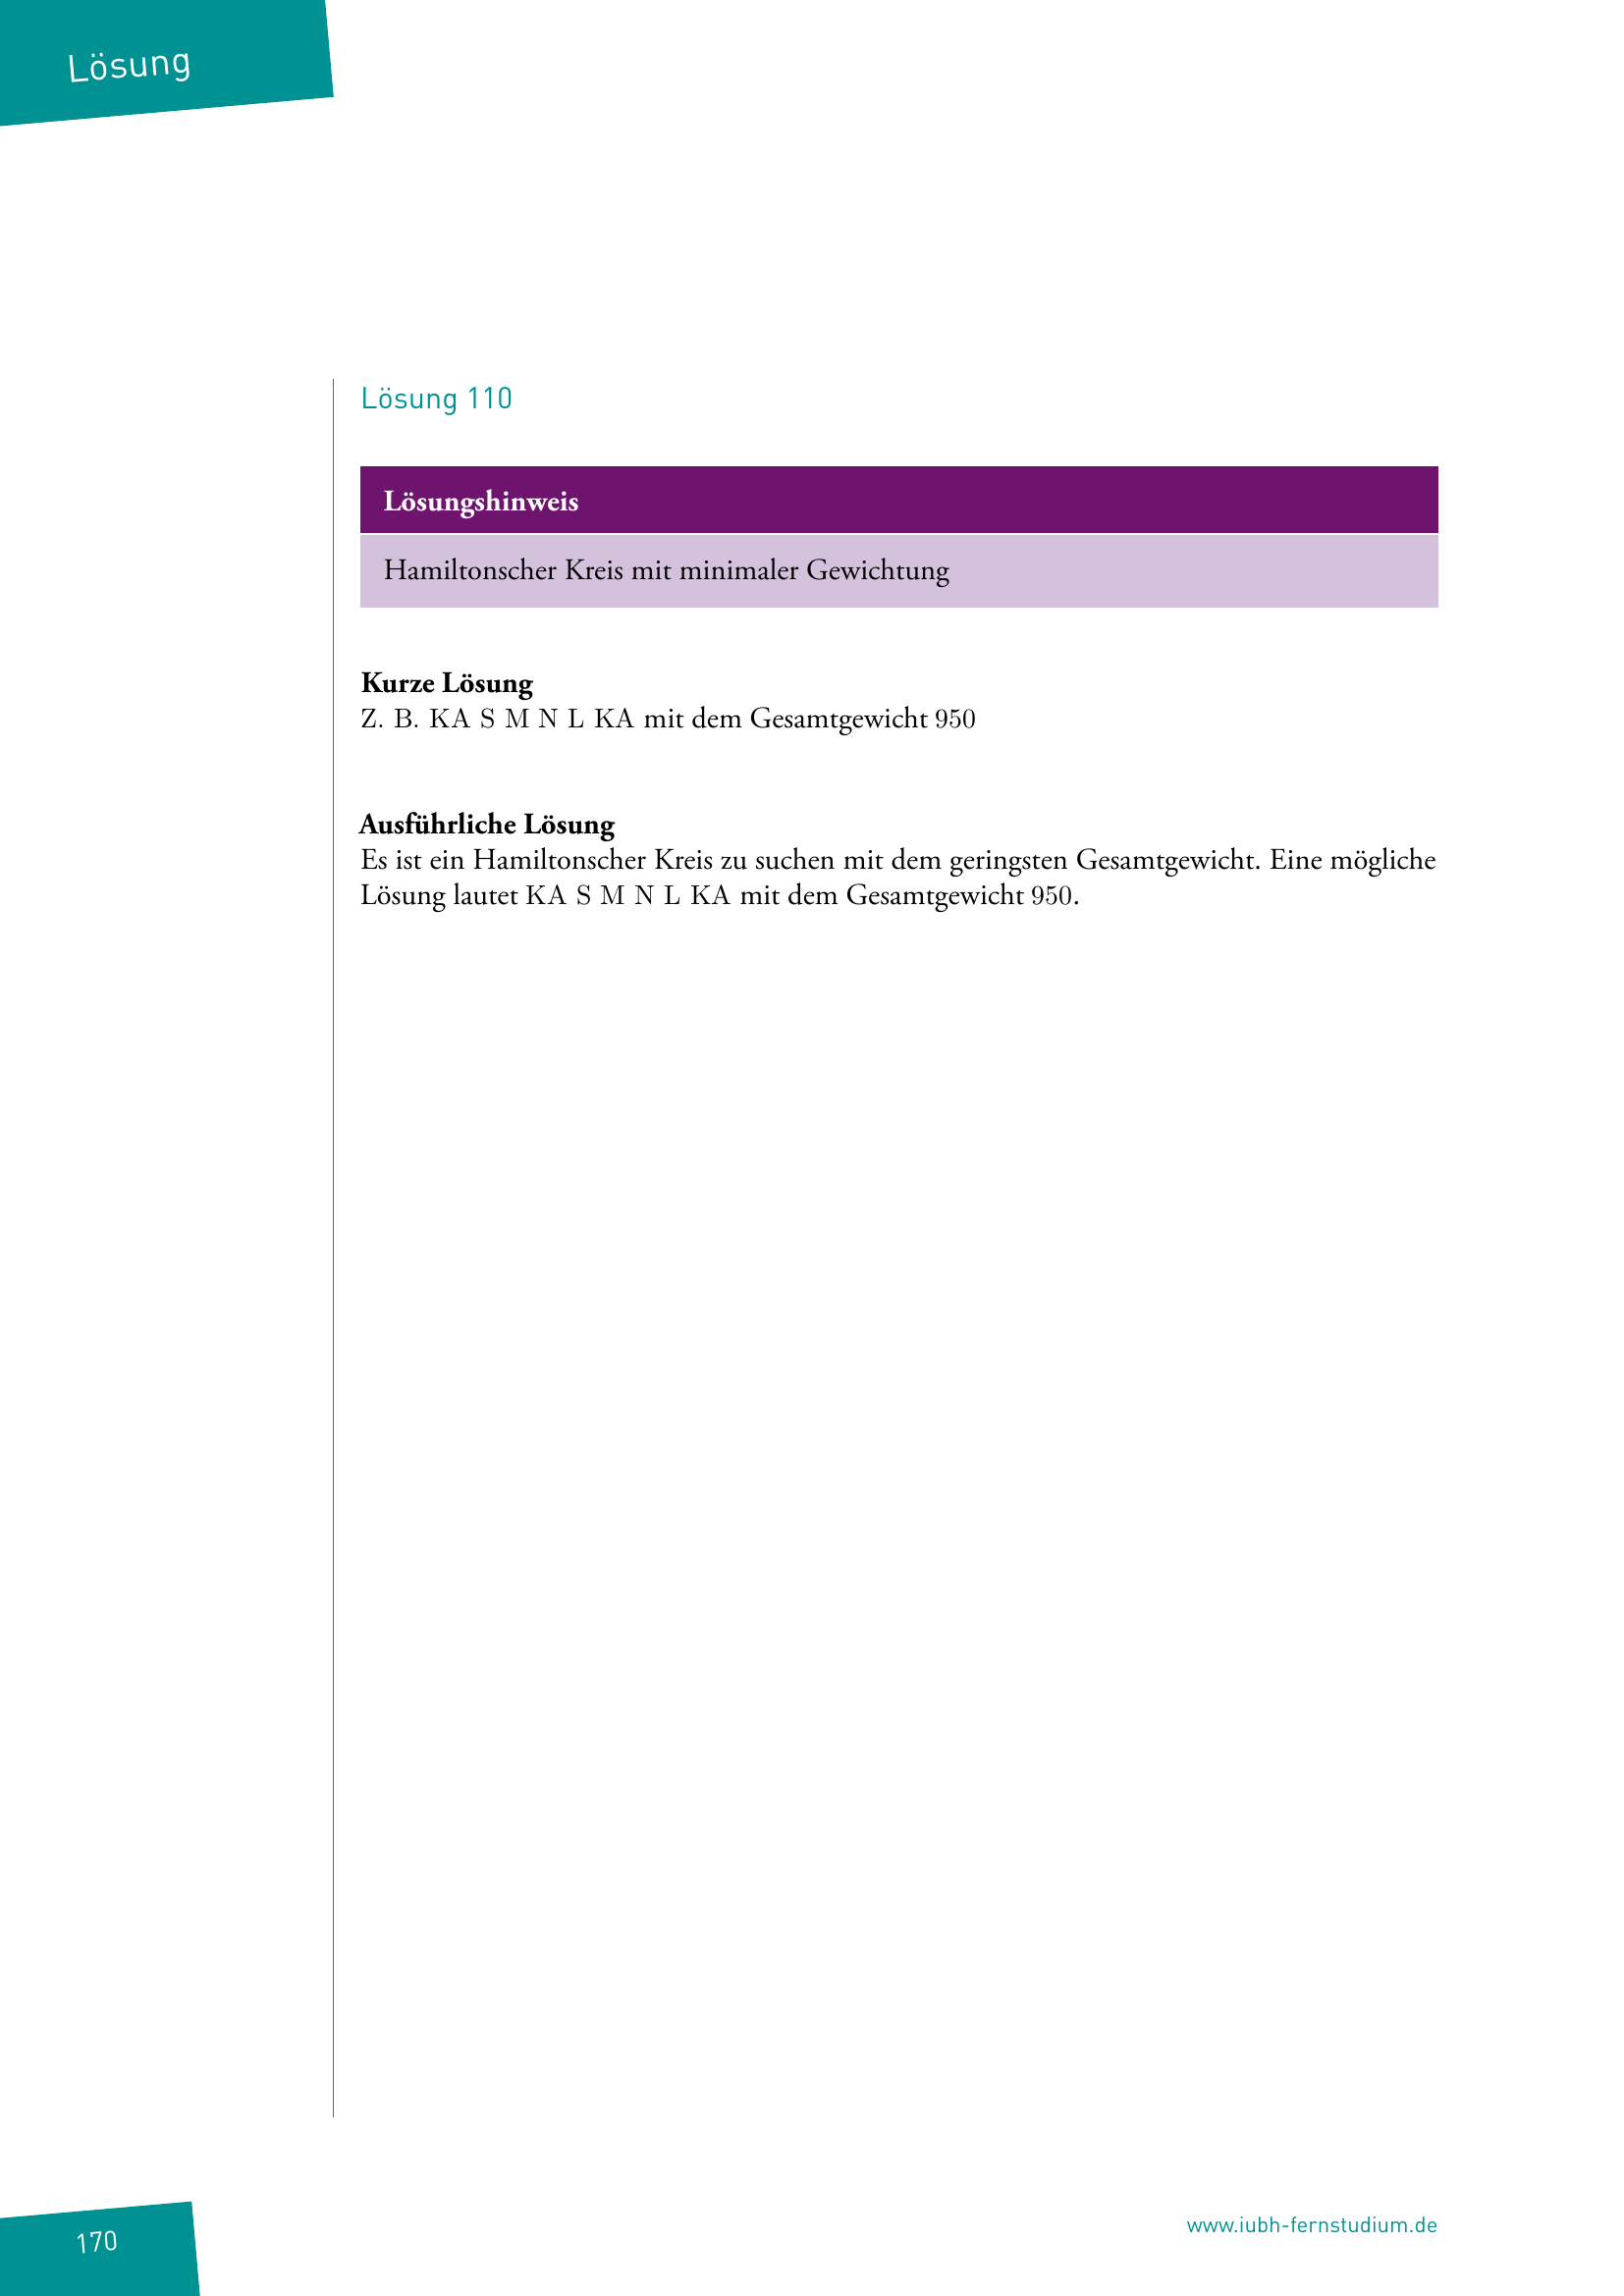 Lösung
Lösung 110
Lösungshinweis
Hamiltonscher Kreis mit minimaler Gewichtung
Kurze Lösung
Z. B. KA S M N L KA mit dem Gesamtgewicht 950
Ausführliche Lösung
Es ist ein Hamiltonscher Kreis zu suchen mit dem geringsten Gesamtgewicht. Eine mögliche
Lösung lautet KA S M N L KA mit dem Gesamtgewicht 950.
170
www.iubh-fernstudium.de